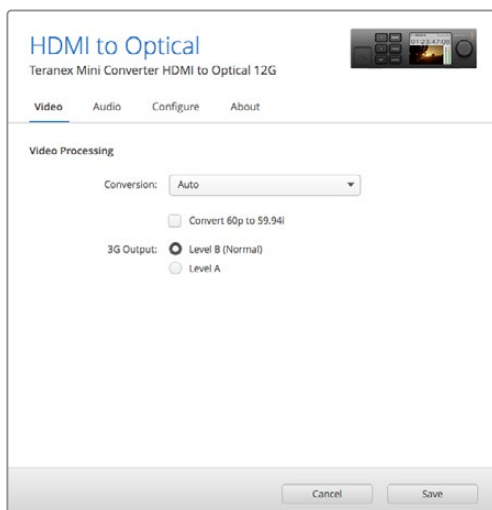 HDMI to Optical
Teranex Mini Converter HDMI to Optical 12G
Video Audio Configure About
Video Processing
Conversion: Auto
Convert 60p to 59.94i
3G Output: Level B (Normal)
Level A
Cancel Save